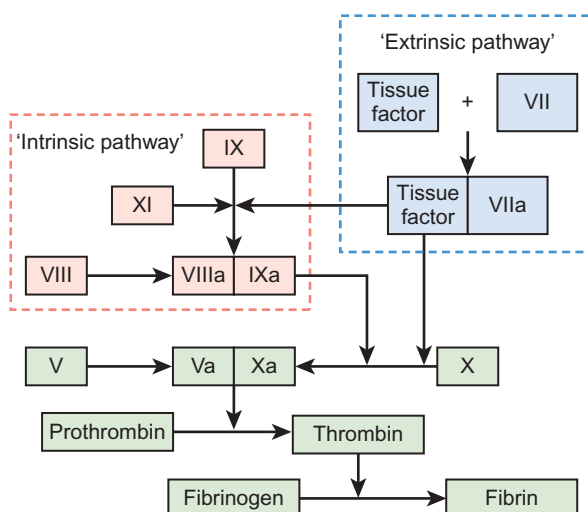 ‘Extrinsic pathway’
Tissue
factor
+
VII
‘Intrinsic pathway’
IX
XI
Tissue
factor
VIIa
VIII
VIIIa
IXa
V
Va
Xa
X
Prothrombin
Thrombin
Fibrinogen
Fibrin